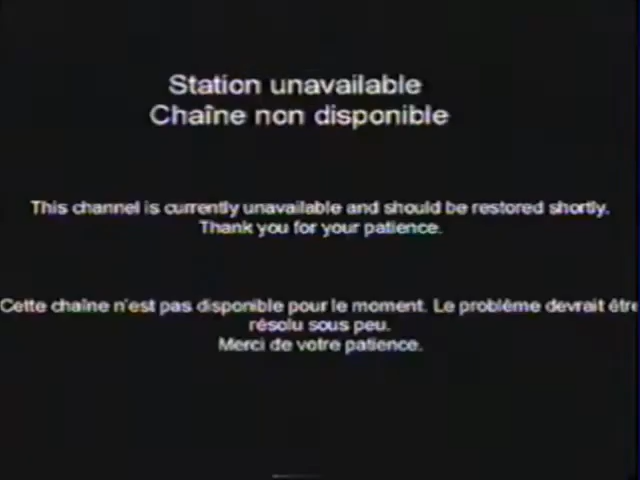 Station unavailable
Chaîne non disponible
This channel is currently unavailable and should be restored shortly.
Thank you for your patience.
Cette chaîne n'est pas disponible pour le moment. Le problème devrait être
résolu sous peu.
Merci de votre patience.